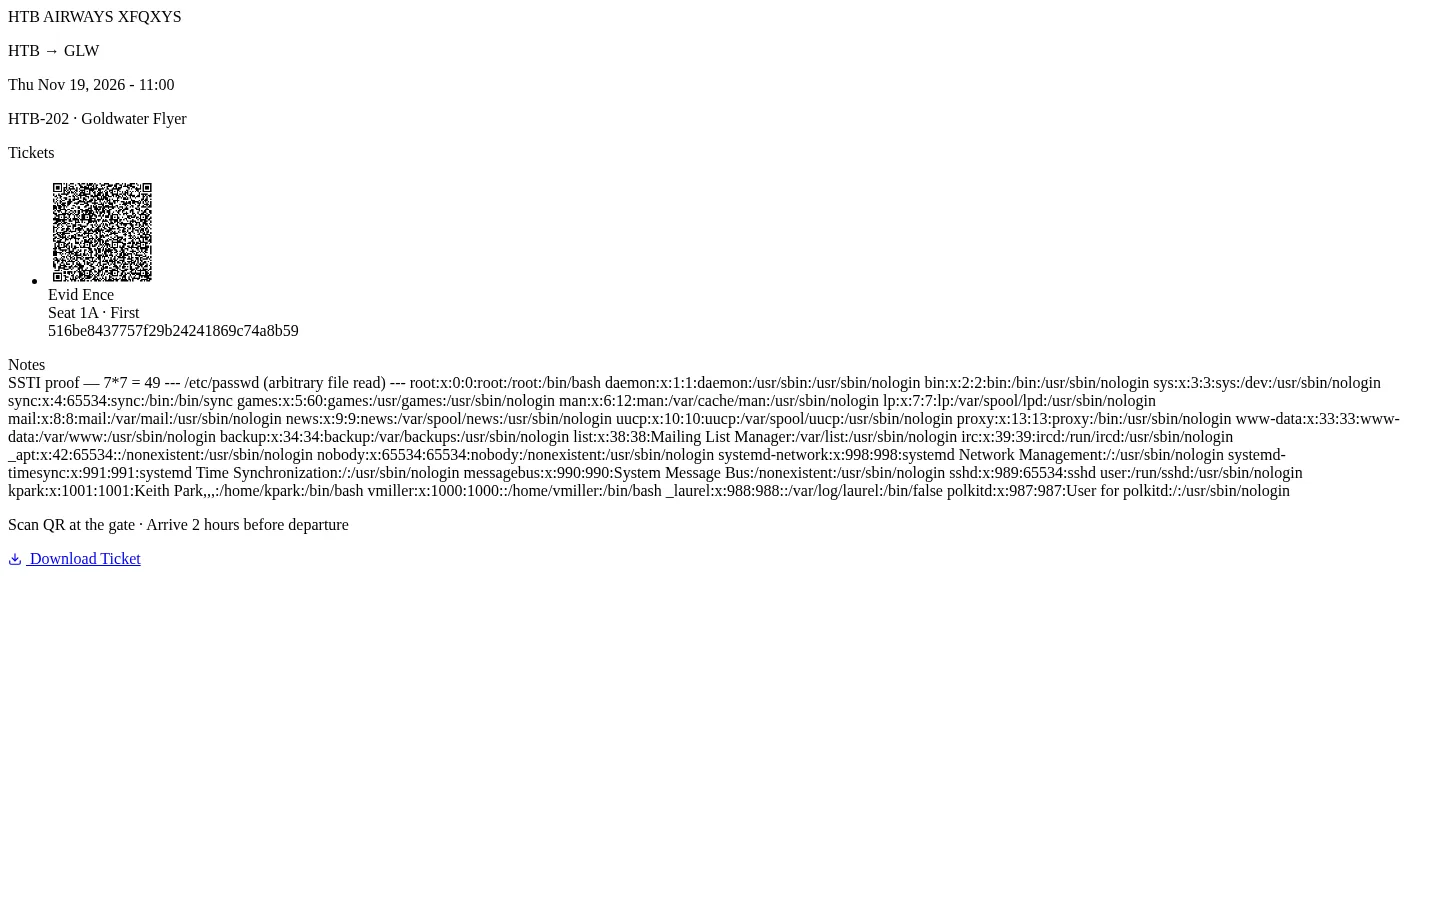 HTB AIRWAYS XFQXYS
HTB → GLW
Thu Nov 19, 2026 - 11:00
HTB-202 · Goldwater Flyer
Tickets
Evid Ence
Seat 1A · First
516be8437757f29b24241869c74a8b59
Notes
SSTI proof — 7*7 = 49 --- /etc/passwd (arbitrary file read) --- root:x:0:0:root:/root:/bin/bash daemon:x:1:1:daemon:/usr/sbin:/usr/sbin/nologin bin:x:2:2:bin:/bin:/usr/sbin/nologin sys:x:3:3:sys:/dev:/usr/sbin/nologin
sync:x:4:65534:sync:/bin:/bin/sync games:x:5:60:games:/usr/games:/usr/sbin/nologin man:x:6:12:man:/var/cache/man:/usr/sbin/nologin lp:x:7:7:lp:/var/spool/lpd:/usr/sbin/nologin
mail:x:8:8:mail:/var/mail:/usr/sbin/nologin news:x:9:9:news:/var/spool/news:/usr/sbin/nologin uucp:x:10:10:uucp:/var/spool/uucp:/usr/sbin/nologin proxy:x:13:13:proxy:/bin:/usr/sbin/nologin www-data:x:33:33:www-
data:/var/www:/usr/sbin/nologin backup:x:34:34:backup:/var/backups:/usr/sbin/nologin list:x:38:38:Mailing List Manager:/var/list:/usr/sbin/nologin irc:x:39:39:ircd:/run/ircd:/usr/sbin/nologin
_apt:x:42:65534::/nonexistent:/usr/sbin/nologin nobody:x:65534:65534:nobody:/nonexistent:/usr/sbin/nologin systemd-network:x:998:998:systemd Network Management:/:/usr/sbin/nologin systemd-
timesync:x:991:991:systemd Time Synchronization:/:/usr/sbin/nologin messagebus:x:990:990:System Message Bus:/nonexistent:/usr/sbin/nologin sshd:x:989:65534:sshd user:/run/sshd:/usr/sbin/nologin
kpark:x:1001:1001:Keith Park,,,:/home/kpark:/bin/bash vmiller:x:1000:1000::/home/vmiller:/bin/bash _laurel:x:988:988::/var/log/laurel:/bin/false polkitd:x:987:987:User for polkitd:/:/usr/sbin/nologin
Scan QR at the gate · Arrive 2 hours before departure
Download Ticket